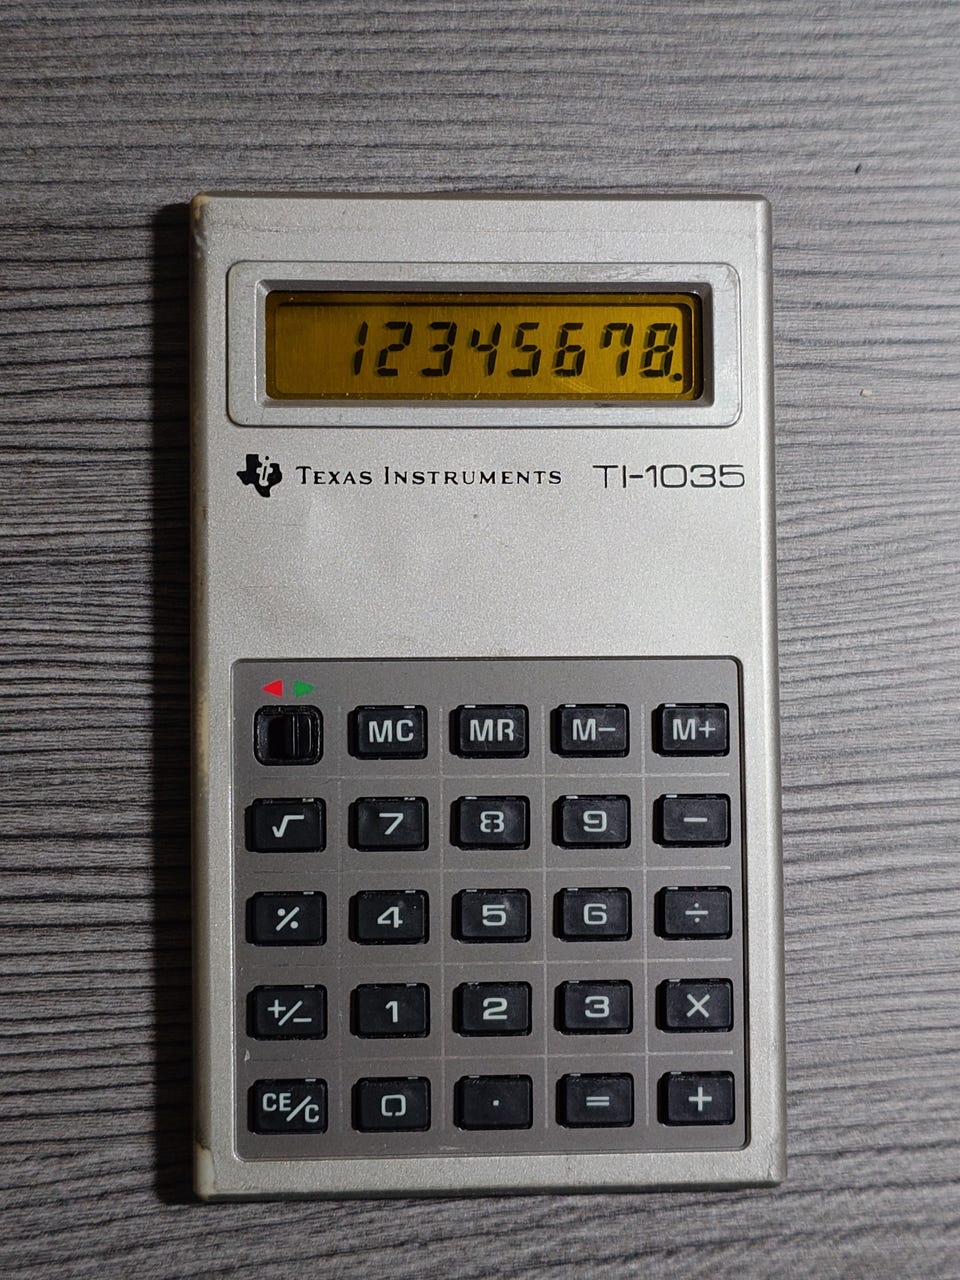 12345678.
TEXAS INSTRUMENTS TI-1035
MC MR M− M+
√ 7 8 9 −
% 4 5 6 ÷
+/− 1 2 3 ×
CE/C 0 . = +